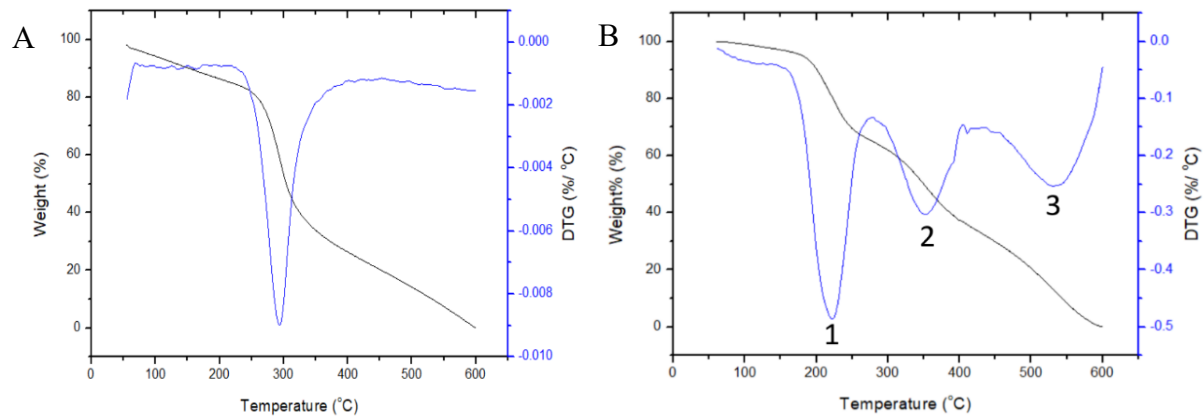 A
Weight (%)
100
80
60
40
20
0
0 100 200 300 400 500 600
Temperature (°C)
0.000
-0.002
-0.004
-0.006
-0.008
-0.010
DTG (%/ °C)
B
Weight% (%)
100
80
60
40
20
0
0 100 200 300 400 500 600
Temperature (°C)
0.0
-0.1
-0.2
-0.3
-0.4
-0.5
DTG (%/ °C)
1
2
3